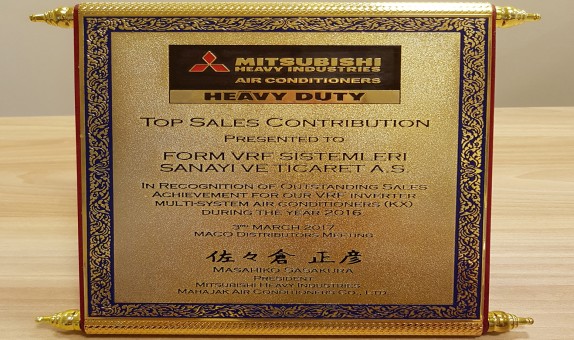 MITSUBISHI
HEAVY INDUSTRIES
AIR CONDITIONERS
HEAVY DUTY
TOP SALES CONTRIBUTION
PRESENTED TO
FORM VRF SISTEMLERI
SANAYI VE TICARET A.S.
IN RECOGNITION OF OUTSTANDING SALES
ACHIEVEMENT FOR OUR VRF INVERTER
MULTI-SYSTEM AIR CONDITIONERS (KX)
DURING THE YEAR 2016
3RD MARCH 2017
MACO DISTRIBUTORS MEETING
佐々倉 正彦
MASAHIKO SASAKURA
PRESIDENT
MITSUBISHI HEAVY INDUSTRIES
MAHAJAK AIR CONDITIONERS CO., LTD.